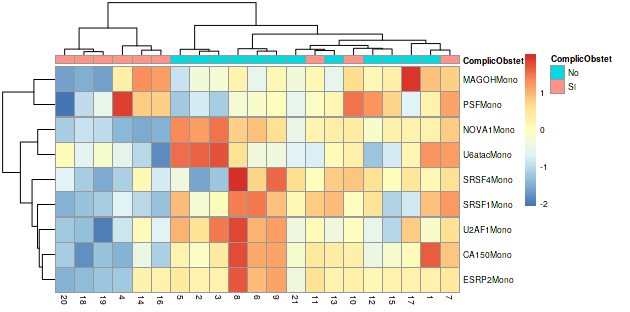 ComplicObstet
ComplicObstet
No
SI
1
0
-1
-2
MAGOHMono
PSFMono
NOVA1Mono
U6atacMono
SRSF4Mono
SRSF1Mono
U2AF1Mono
CA150Mono
ESRP2Mono
20 18 19 4 14 16 5 2 3 8 6 9 21 11 13 10 12 15 17 1 7